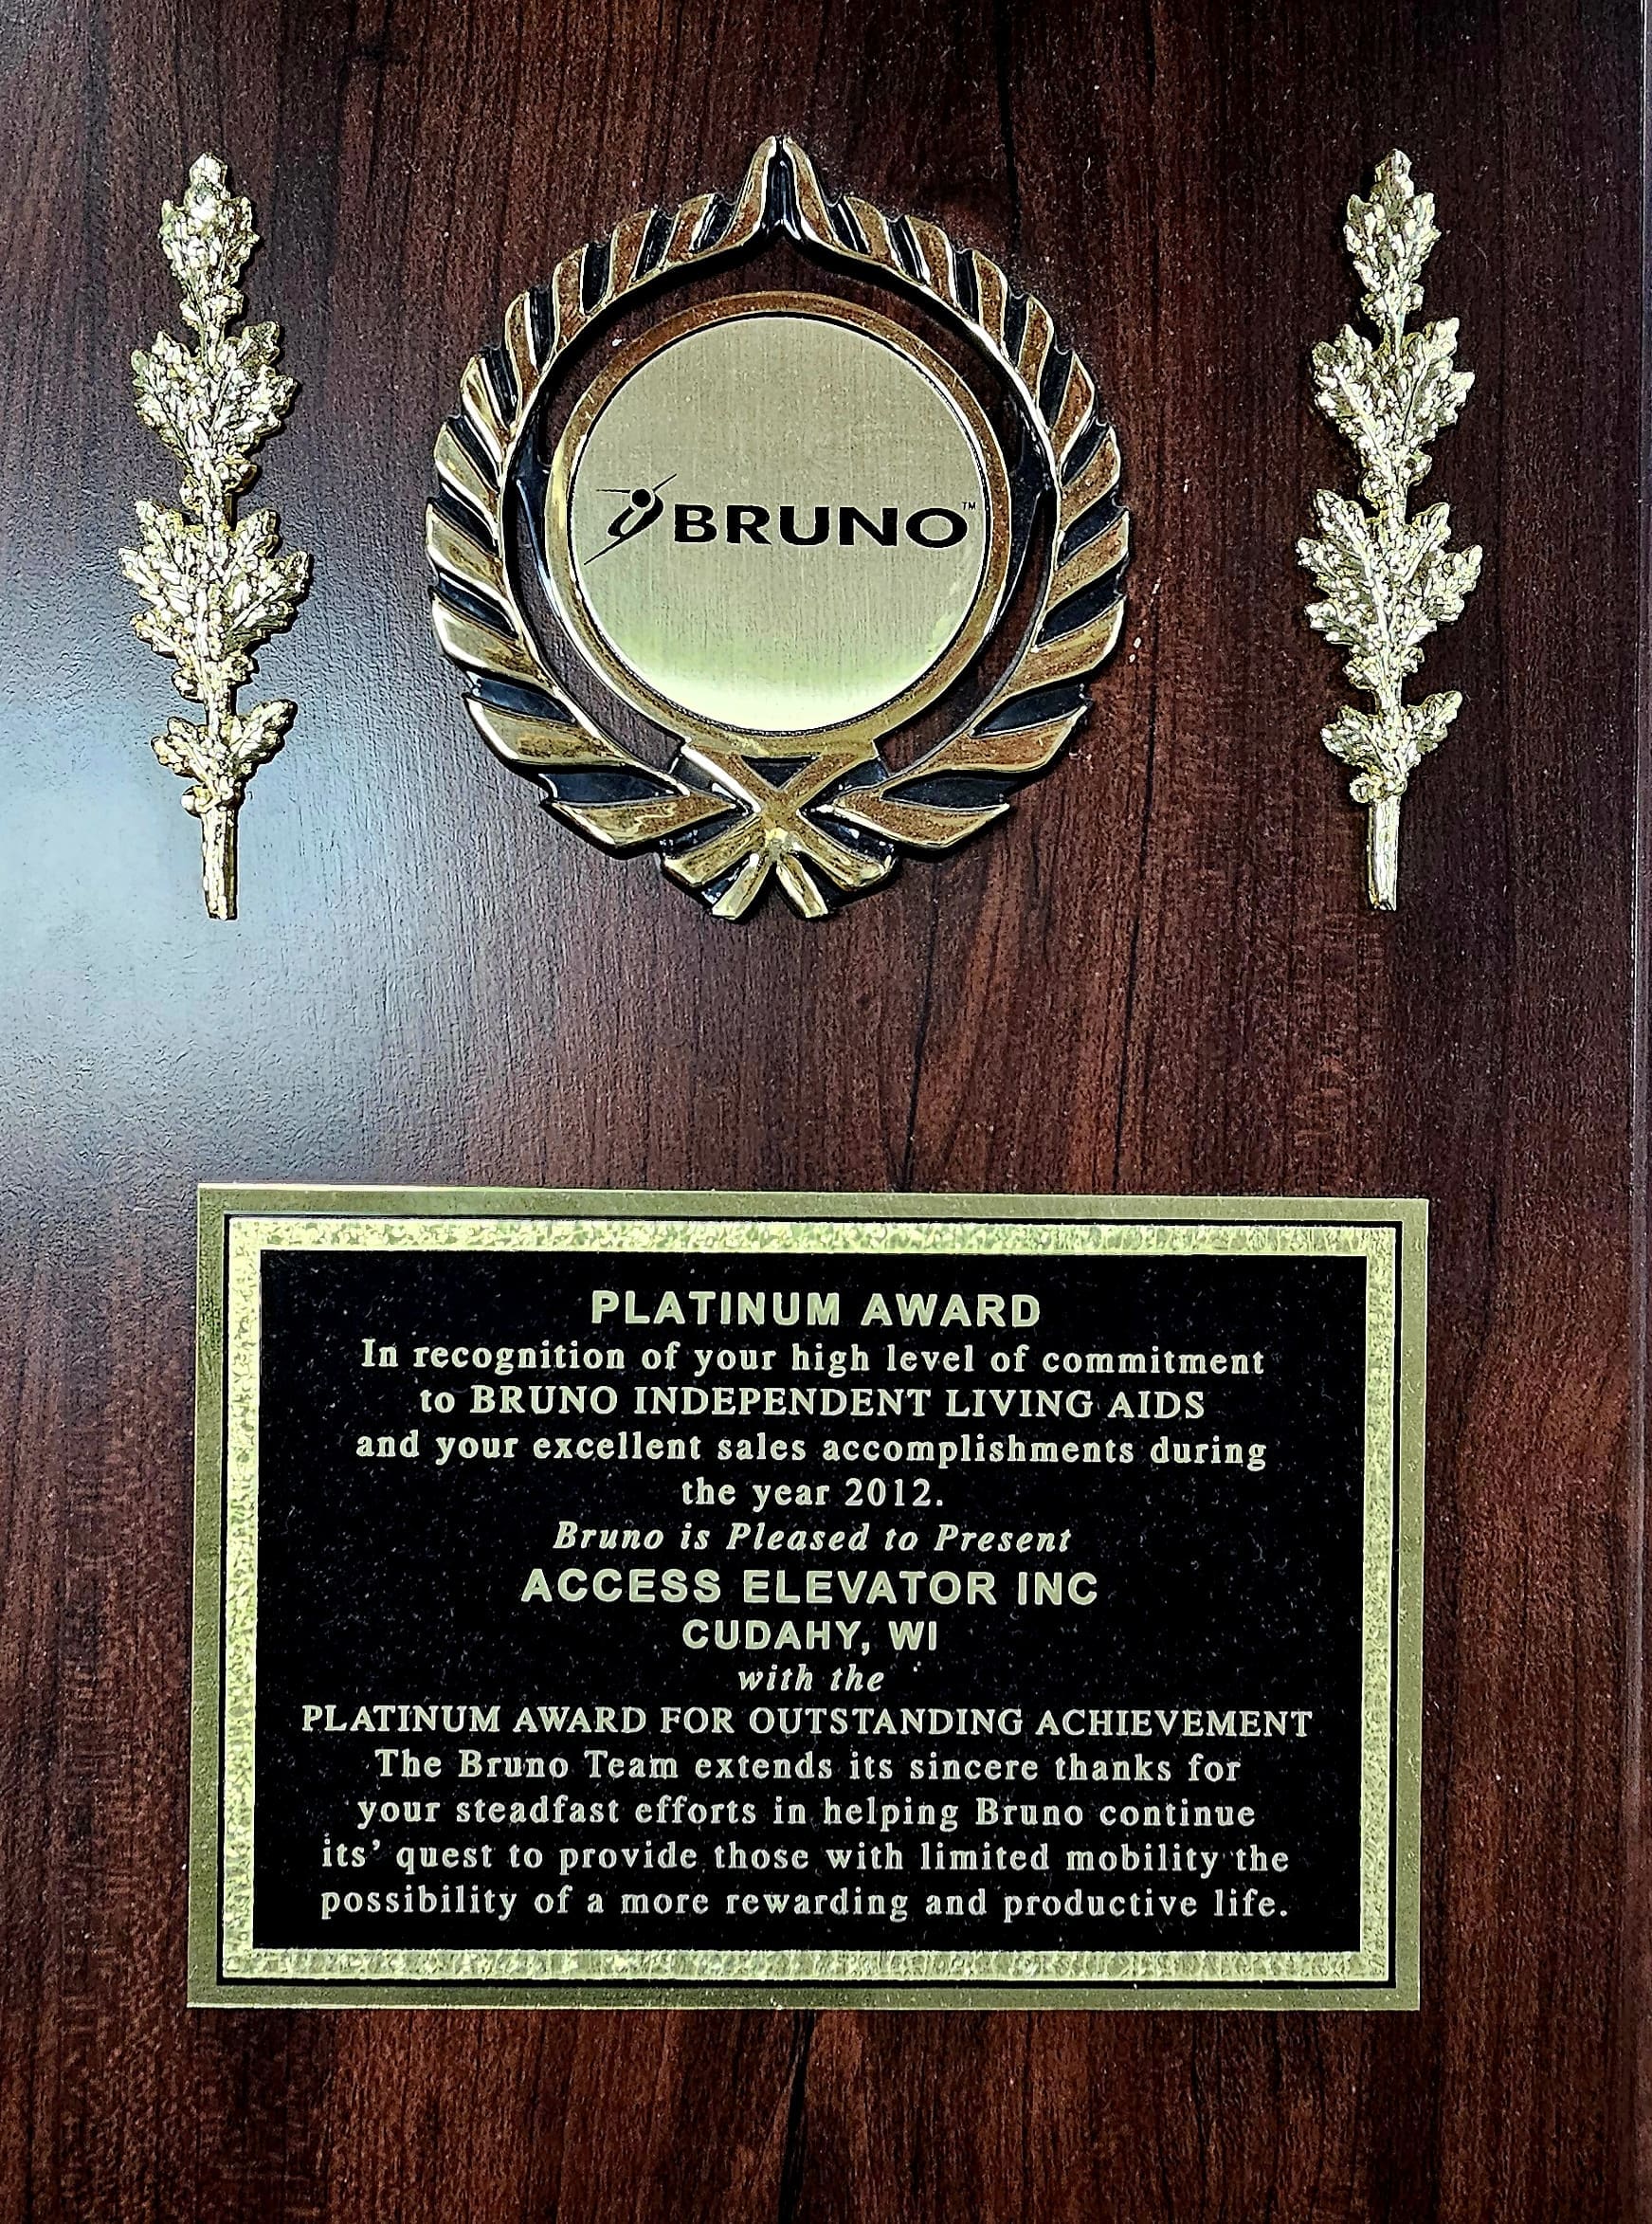 BRUNO™
PLATINUM AWARD
In recognition of your high level of commitment
to BRUNO INDEPENDENT LIVING AIDS
and your excellent sales accomplishments during
the year 2012.
Bruno is Pleased to Present
ACCESS ELEVATOR INC
CUDAHY, WI
with the
PLATINUM AWARD FOR OUTSTANDING ACHIEVEMENT
The Bruno Team extends its sincere thanks for
your steadfast efforts in helping Bruno continue
its’ quest to provide those with limited mobility the
possibility of a more rewarding and productive life.